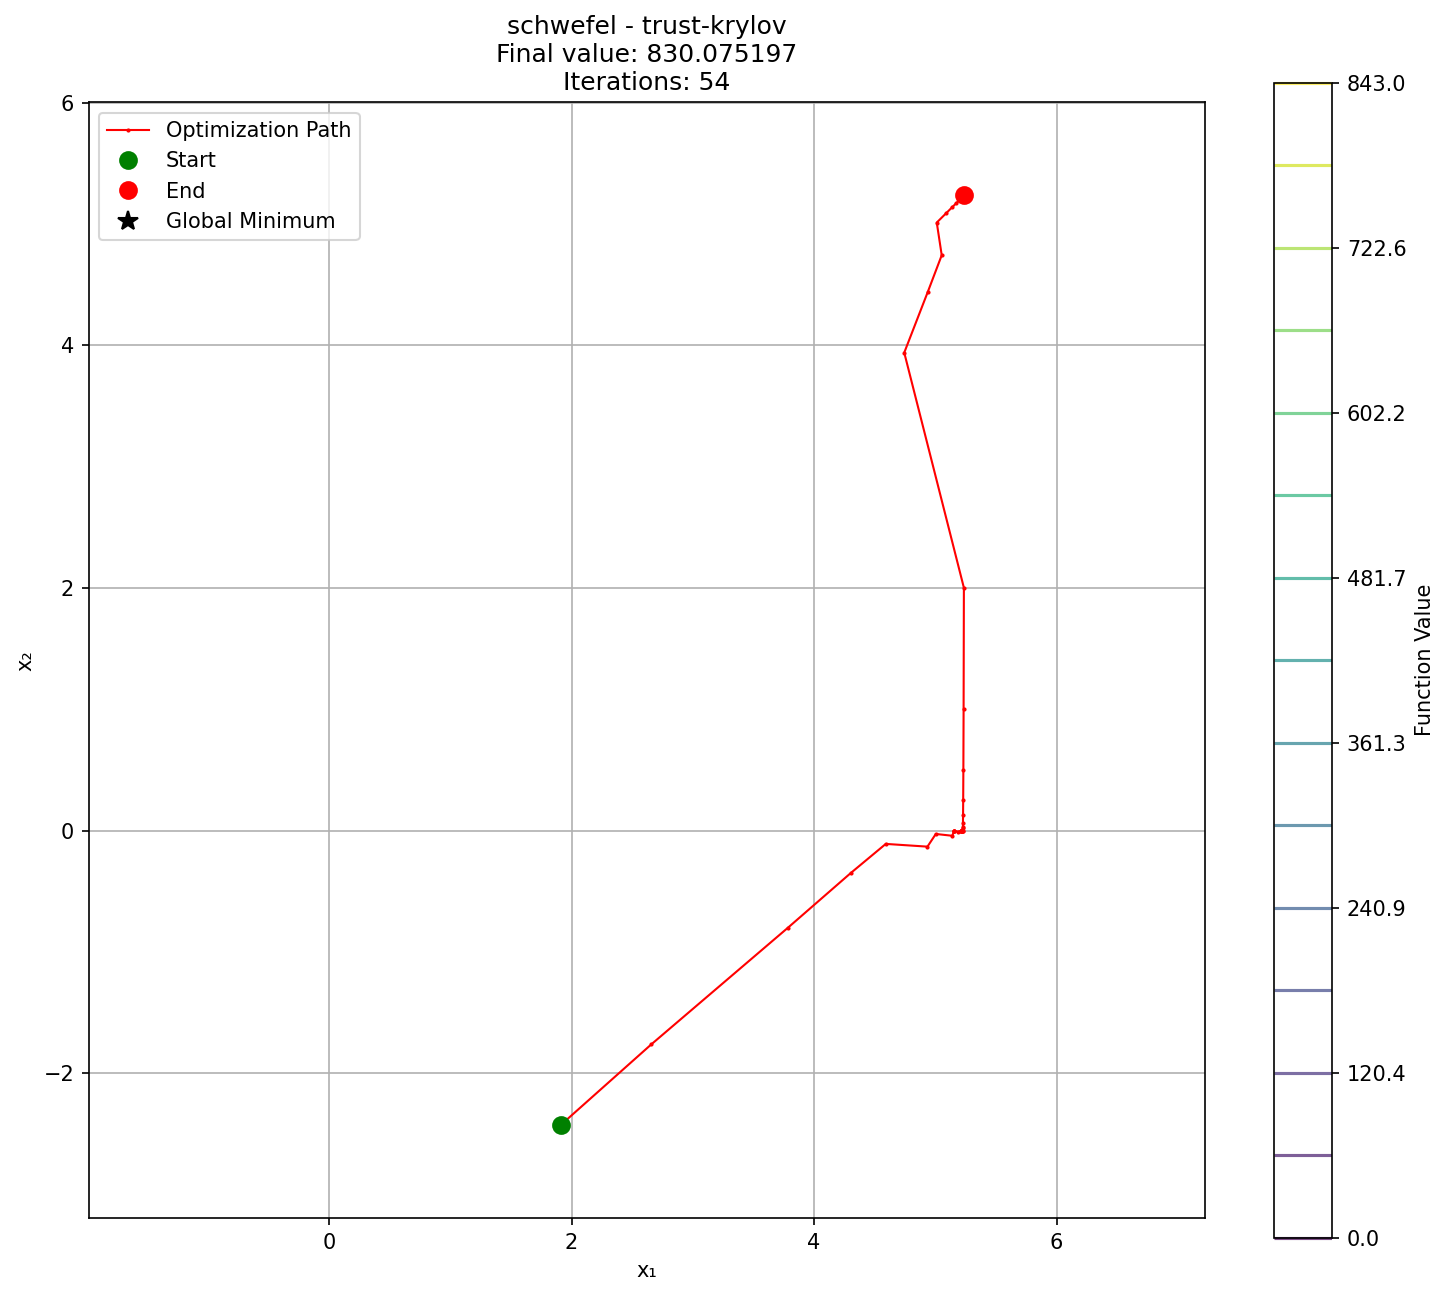 schwefel - trust-krylov
Final value: 830.075197
Iterations: 54
Optimization Path
Start
End
Global Minimum
6
4
2
0
−2
0
2
4
6
x₁
x₂
843.0
722.6
602.2
481.7
361.3
240.9
120.4
0.0
Function Value